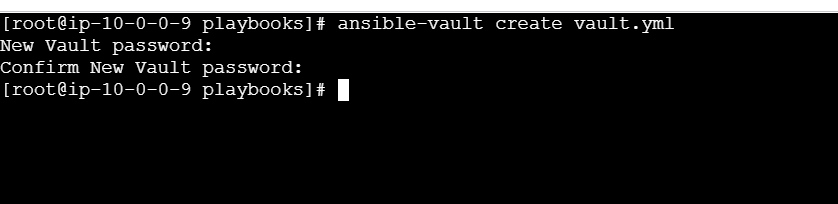 [root@ip-10-0-0-9 playbooks]# ansible-vault create vault.yml
New Vault password:
Confirm New Vault password:
[root@ip-10-0-0-9 playbooks]#